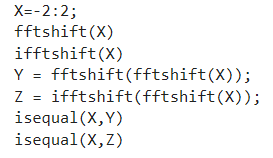 X=-2:2;
fftshift(X)
ifftshift(X)
Y = fftshift(fftshift(X));
Z = ifftshift(fftshift(X));
isequal(X,Y)
isequal(X,Z)